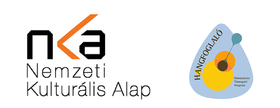 nka
Nemzeti
Kulturális Alap
HANGFOGLALÓ